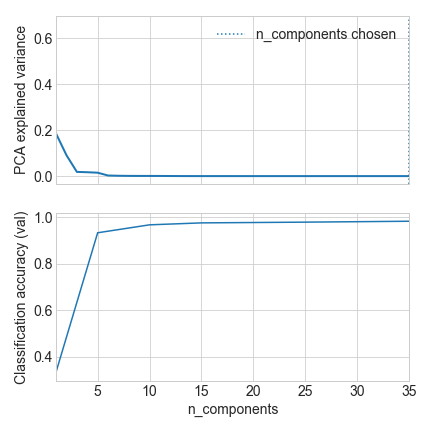 n_components chosen
PCA explained variance
0.6
0.4
0.2
0.0
Classification accuracy (val)
1.0
0.8
0.6
0.4
5 10 15 20 25 30 35
n_components